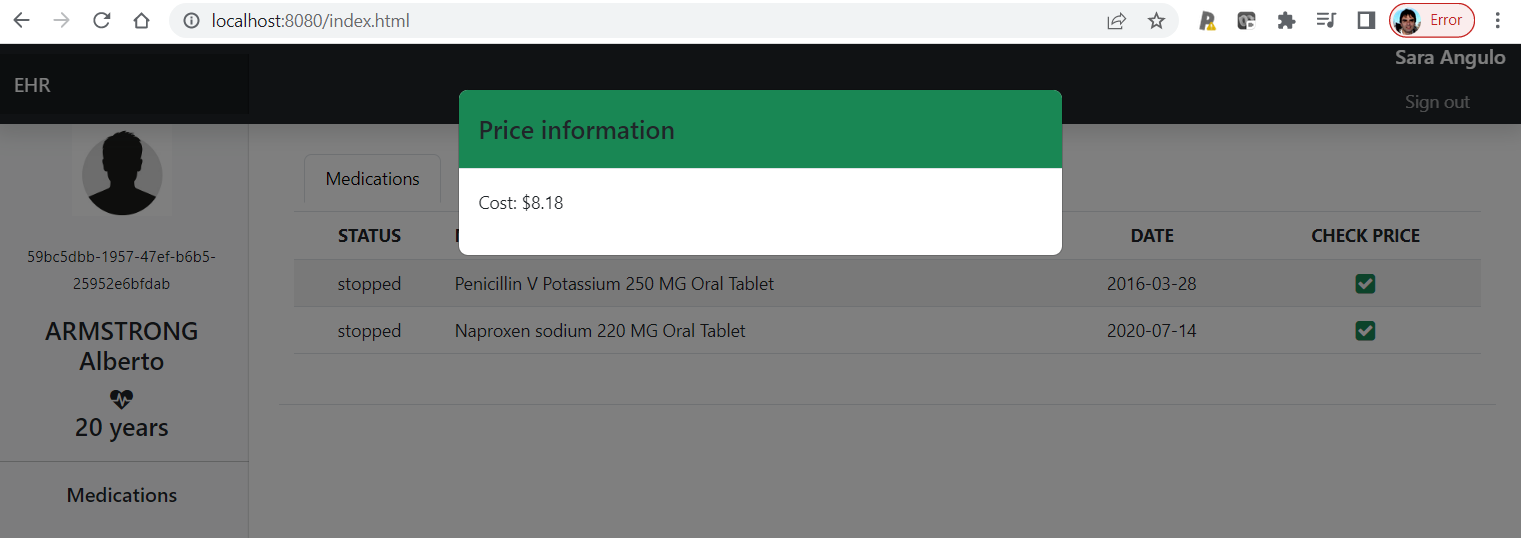 localhost:8080/index.html
Error
Sara Angulo
EHR
Sign out
Price information
Cost: $8.18
Medications
STATUS DATE CHECK PRICE
stopped Penicillin V Potassium 250 MG Oral Tablet 2016-03-28
stopped Naproxen sodium 220 MG Oral Tablet 2020-07-14
59bc5dbb-1957-47ef-b6b5-
25952e6bfdab
ARMSTRONG
Alberto
20 years
Medications